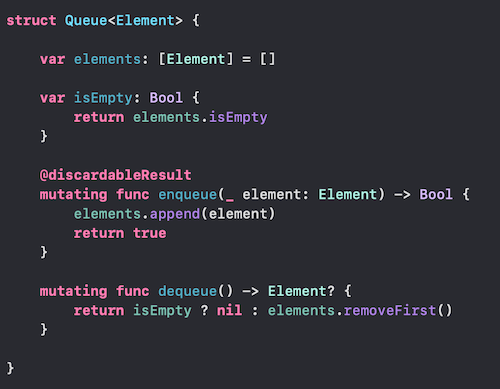 struct Queue<Element> {
var elements: [Element] = []
var isEmpty: Bool {
return elements.isEmpty
}
@discardableResult
mutating func enqueue(_ element: Element) -> Bool {
elements.append(element)
return true
}
mutating func dequeue() -> Element? {
return isEmpty ? nil : elements.removeFirst()
}
}